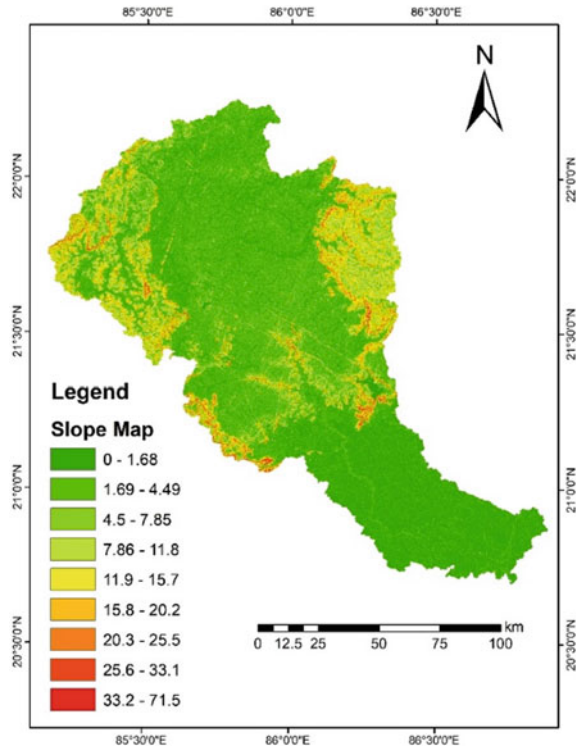 85°30'0"E 86°0'0"E 86°30'0"E
N
22°0'0"N 22°0'0"N
21°30'0"N 21°30'0"N
Legend
Slope Map
0 - 1.68
1.69 - 4.49
4.5 - 7.85
7.86 - 11.8
11.9 - 15.7
15.8 - 20.2
20.3 - 25.5
25.6 - 33.1
33.2 - 71.5
21°0'0"N 21°0'0"N
km
0 12.5 25 50 75 100
20°30'0"N 20°30'0"N
85°30'0"E 86°0'0"E 86°30'0"E